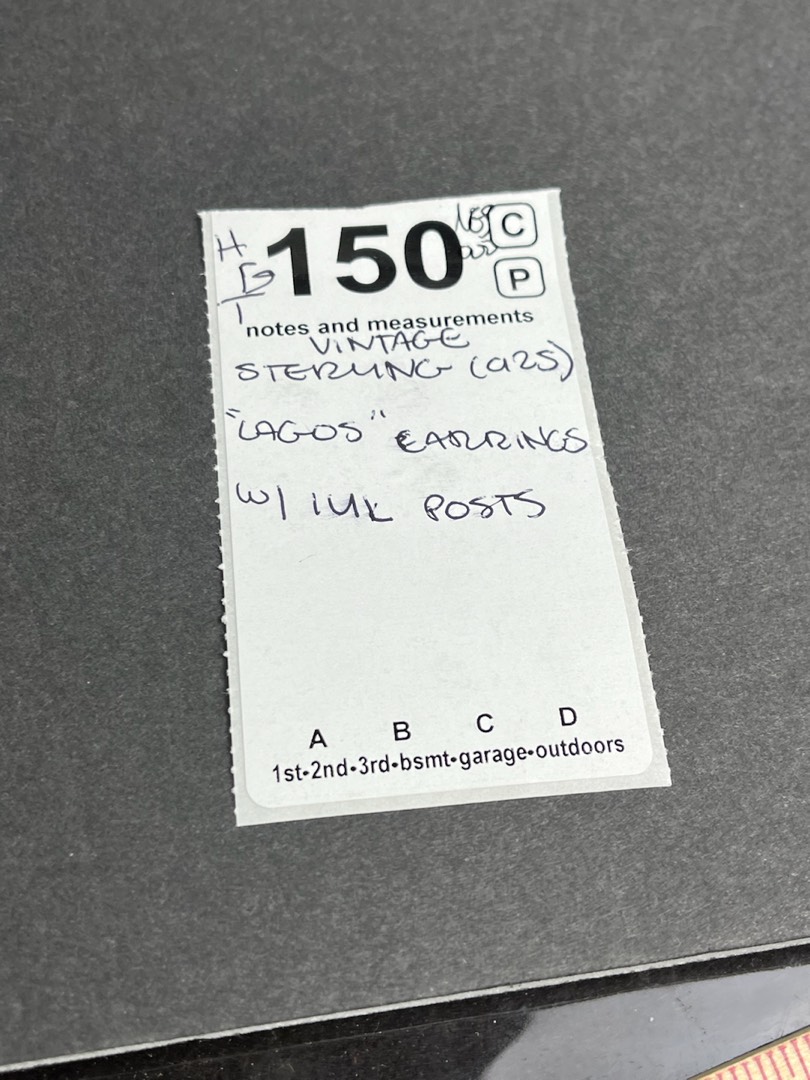 150
C
P
notes and measurements
VINTAGE
STERLING (925)
"LAGOS" EARRINGS
W/ 14K POSTS
A B C D
1st•2nd•3rd•bsmt•garage•outdoors